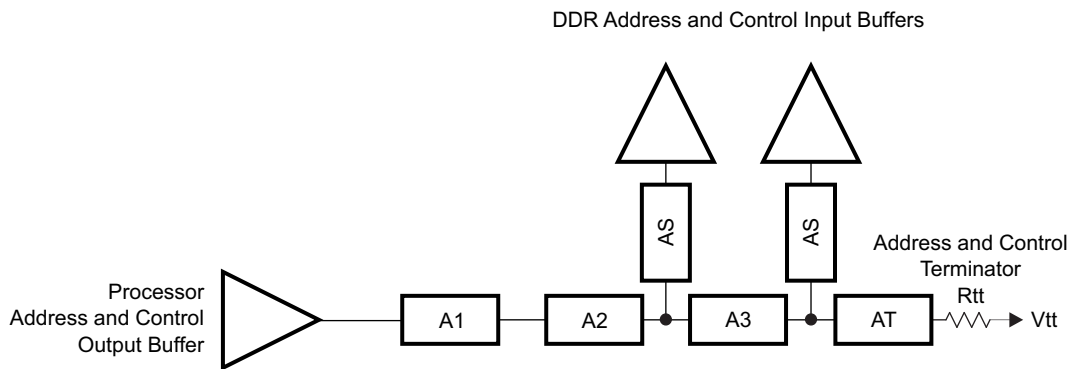 DDR Address and Control Input Buffers
AS
AS
Address and Control
Terminator
Rtt
Processor
Address and Control
Output Buffer
A1
A2
A3
AT
Vtt